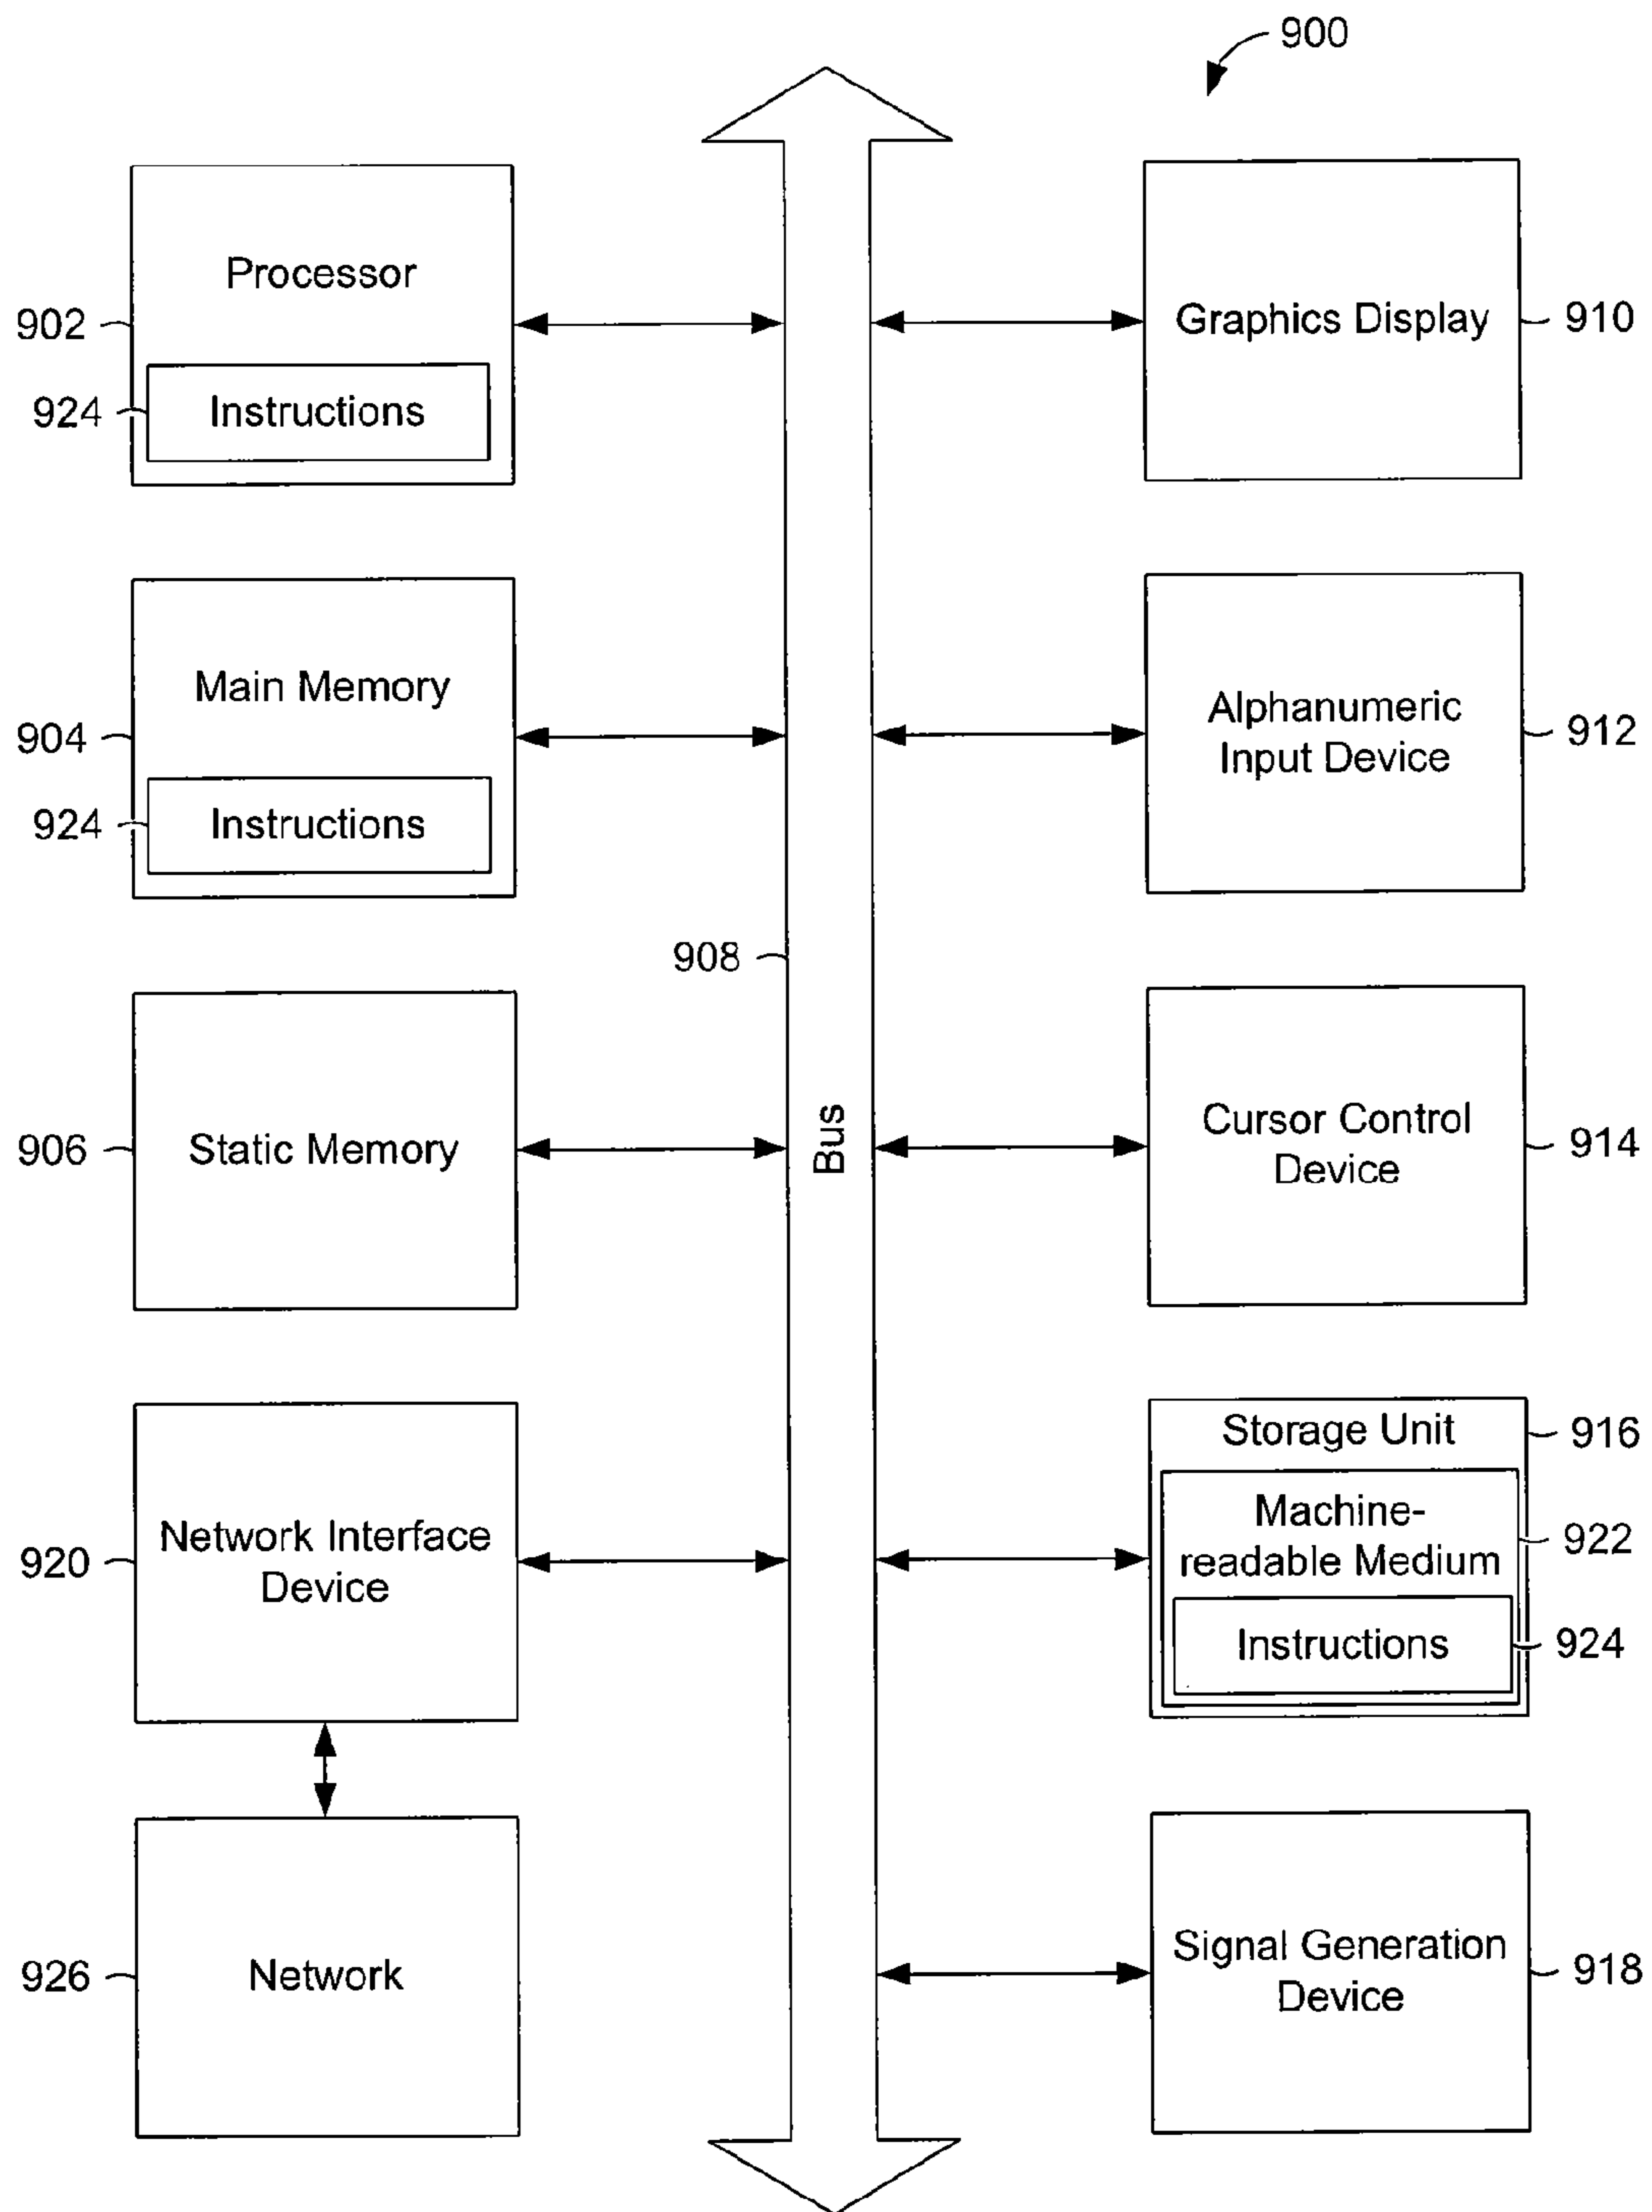 900
Processor
902
924
Instructions
Graphics Display
910
Main Memory
904
924
Instructions
Alphanumeric
Input Device
912
908
Bus
Static Memory
906
Cursor Control
Device
914
Network Interface
Device
920
Storage Unit
916
Machine-
readable Medium
922
Instructions
924
Network
926
Signal Generation
Device
918